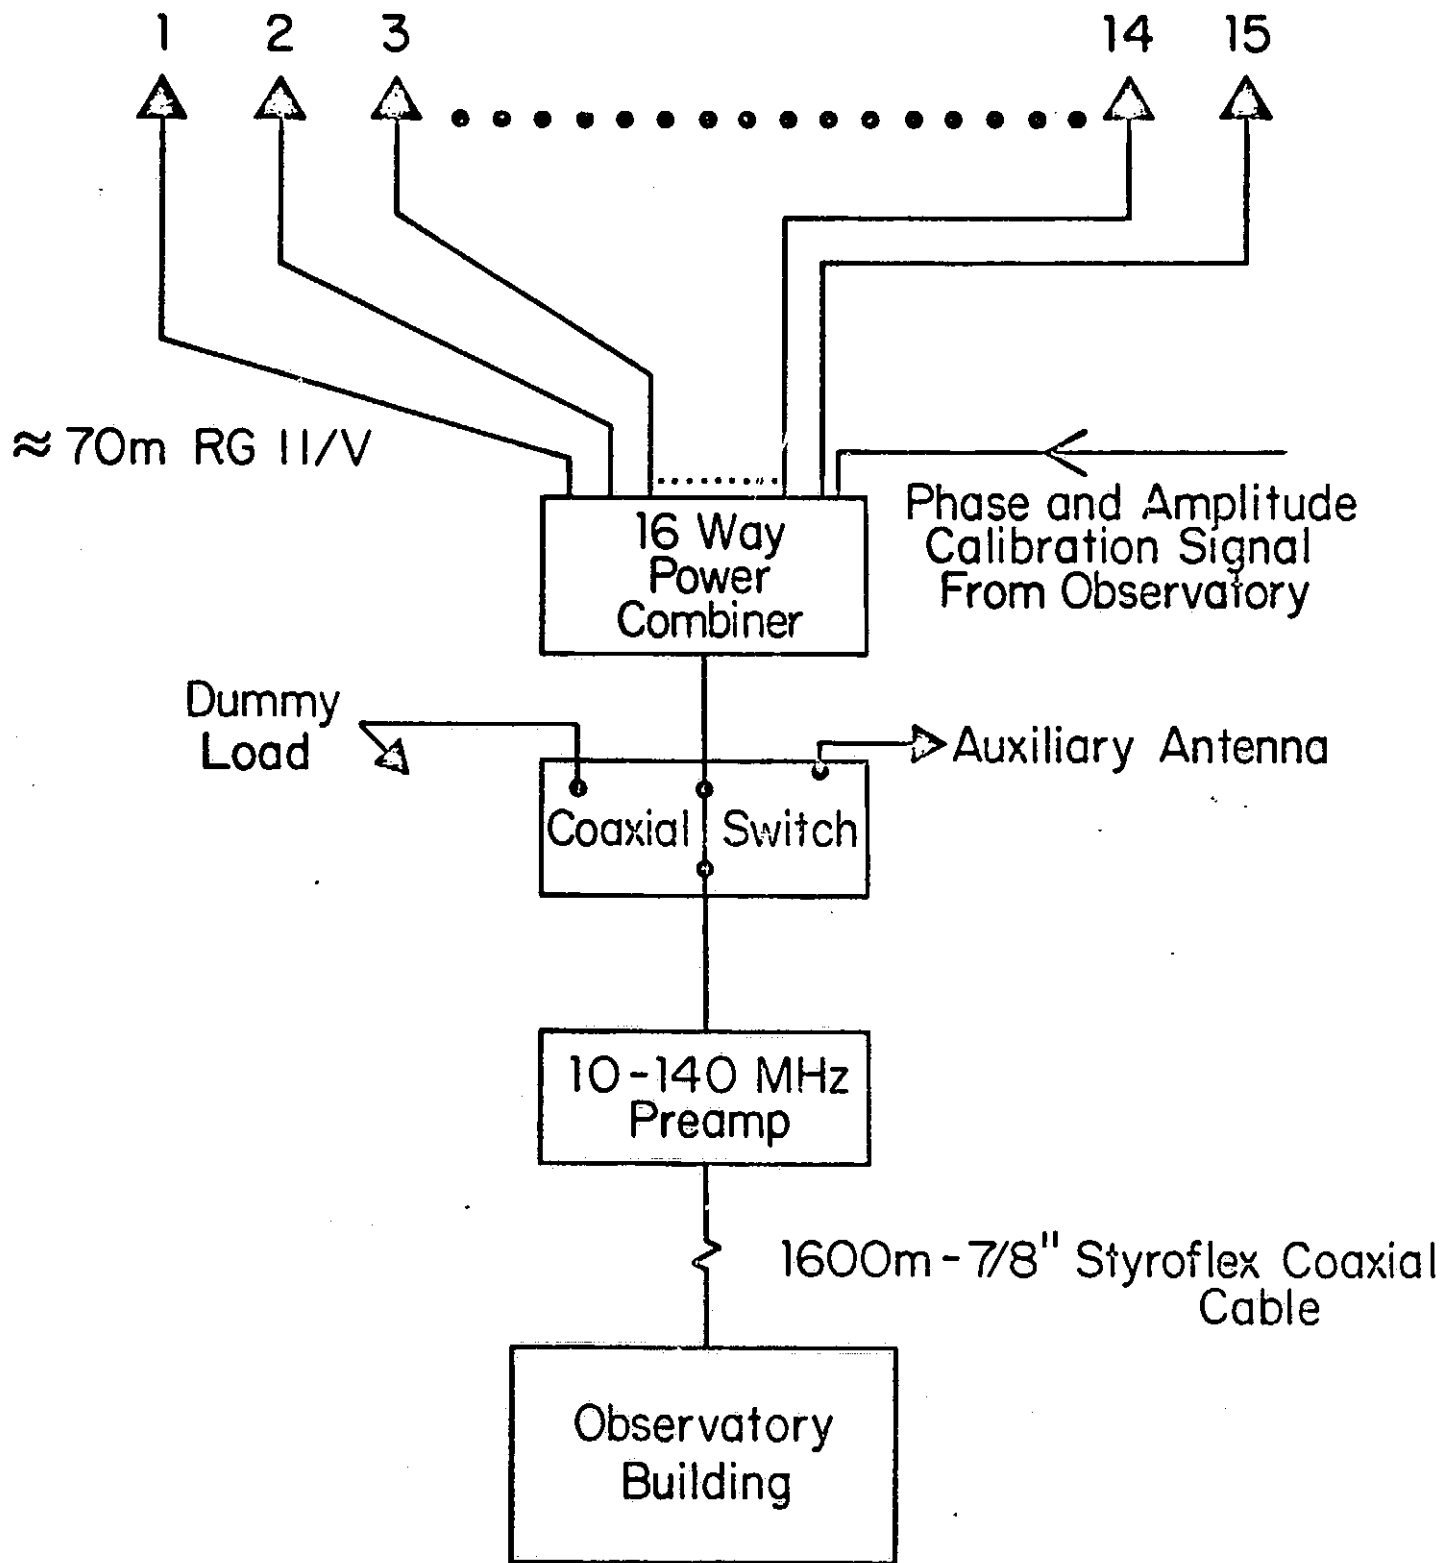 1 2 3 14 15
≈ 70m RG 11/V
Phase and Amplitude
Calibration Signal
From Observatory
16 Way
Power
Combiner
Dummy
Load
Auxiliary Antenna
Coaxial Switch
10-140 MHz
Preamp
1600m - 7/8" Styroflex Coaxial
Cable
Observatory
Building